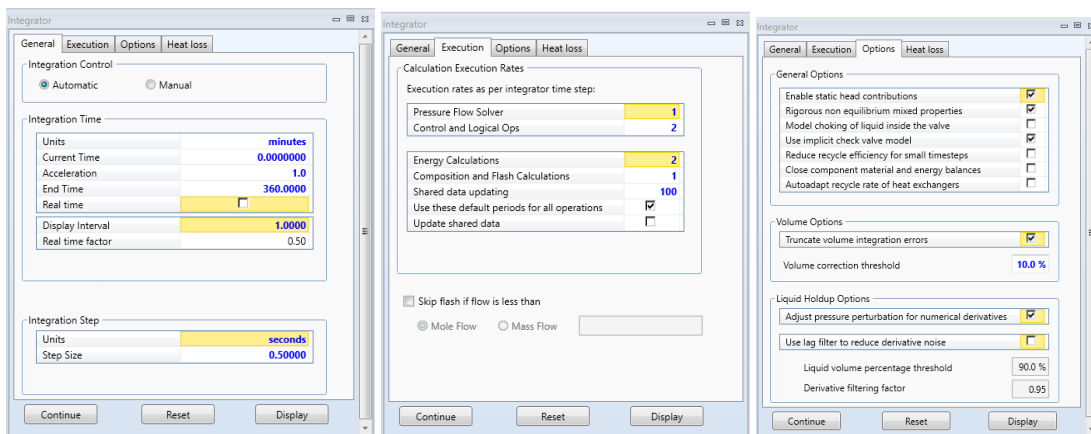 Integrator
General Execution Options Heat loss
Integration Control
Automatic Manual
Integration Time
Units minutes
Current Time 0.0000000
Acceleration 1.0
End Time 360.0000
Real time
Display Interval 1.0000
Real time factor 0.50
Integration Step
Units seconds
Step Size 0.50000
Continue Reset Display
Integrator
General Execution Options Heat loss
Calculation Execution Rates
Execution rates as per integrator time step:
Pressure Flow Solver 1
Control and Logical Ops 2
Energy Calculations 2
Composition and Flash Calculations 1
Shared data updating 100
Use these default periods for all operations
Update shared data
Skip flash if flow is less than
Mole Flow Mass Flow
Continue Reset Display
Integrator
General Execution Options Heat loss
General Options
Enable static head contributions
Rigorous non equilibrium mixed properties
Model choking of liquid inside the valve
Use implicit check valve model
Reduce recycle efficiency for small timesteps
Close component material and energy balances
Autoadapt recycle rate of heat exchangers
Volume Options
Truncate volume integration errors
Volume correction threshold 10.0 %
Liquid Holdup Options
Adjust pressure perturbation for numerical derivatives
Use lag filter to reduce derivative noise
Liquid volume percentage threshold 90.0 %
Derivative filtering factor 0.95
Continue Reset Display